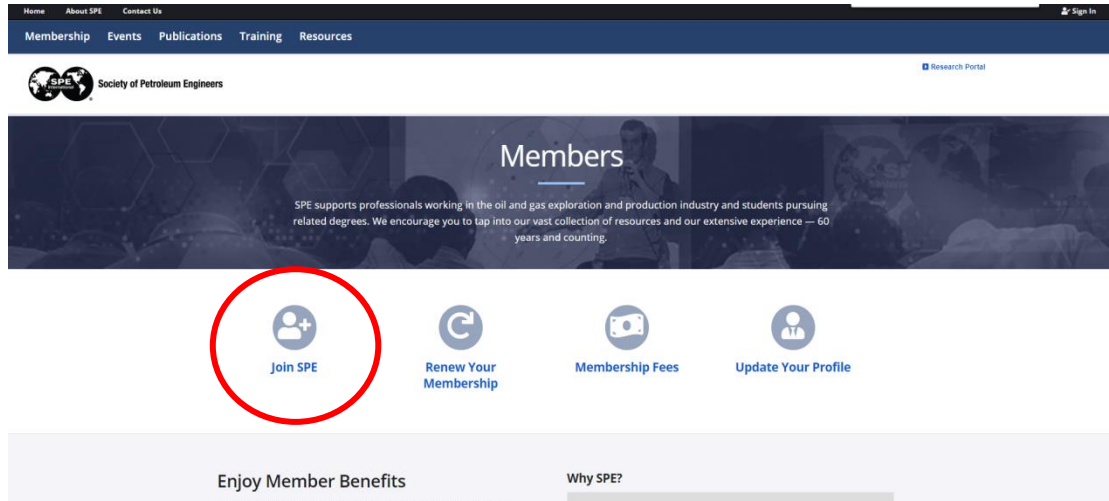 Home About SPE Contact Us Sign In
Membership Events Publications Training Resources
SPE International Society of Petroleum Engineers
Research Portal
Members
SPE supports professionals working in the oil and gas exploration and production industry and students pursuing
related degrees. We encourage you to tap into our vast collection of resources and our extensive experience — 60
years and counting.
Join SPE
Renew Your
Membership
Membership Fees
Update Your Profile
Enjoy Member Benefits
Why SPE?